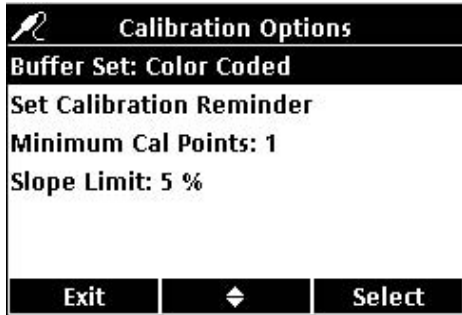 Calibration Options
Buffer Set: Color Coded
Set Calibration Reminder
Minimum Cal Points: 1
Slope Limit: 5 %
Exit Select